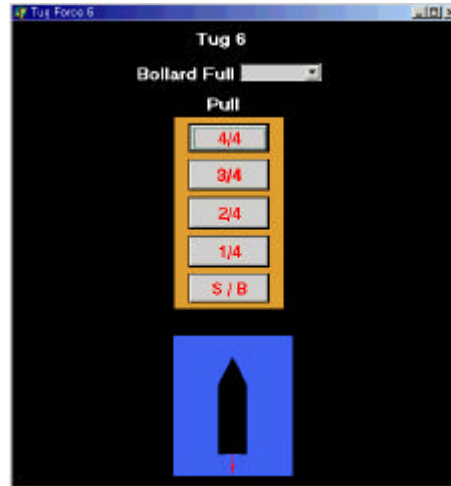 Tug Force 6
Tug 6
Bollard Full
Pull
4/4
3/4
2/4
1/4
S / B